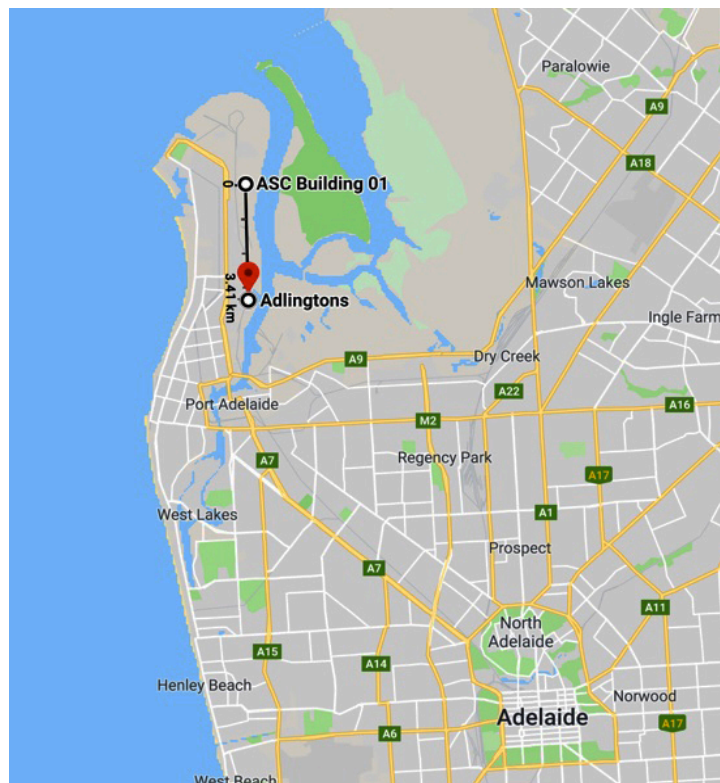 Paralowie
A9
A18
ASC Building 01
0
3.41 km
Adlingtons
Mawson Lakes
Ingle Farm
A9
Dry Creek
A22
A16
Port Adelaide
M2
A7
Regency Park
A17
West Lakes
A1
Prospect
A7
A11
North
Adelaide
A15
A14
Henley Beach
Norwood
Adelaide
A17
A6
West Beach